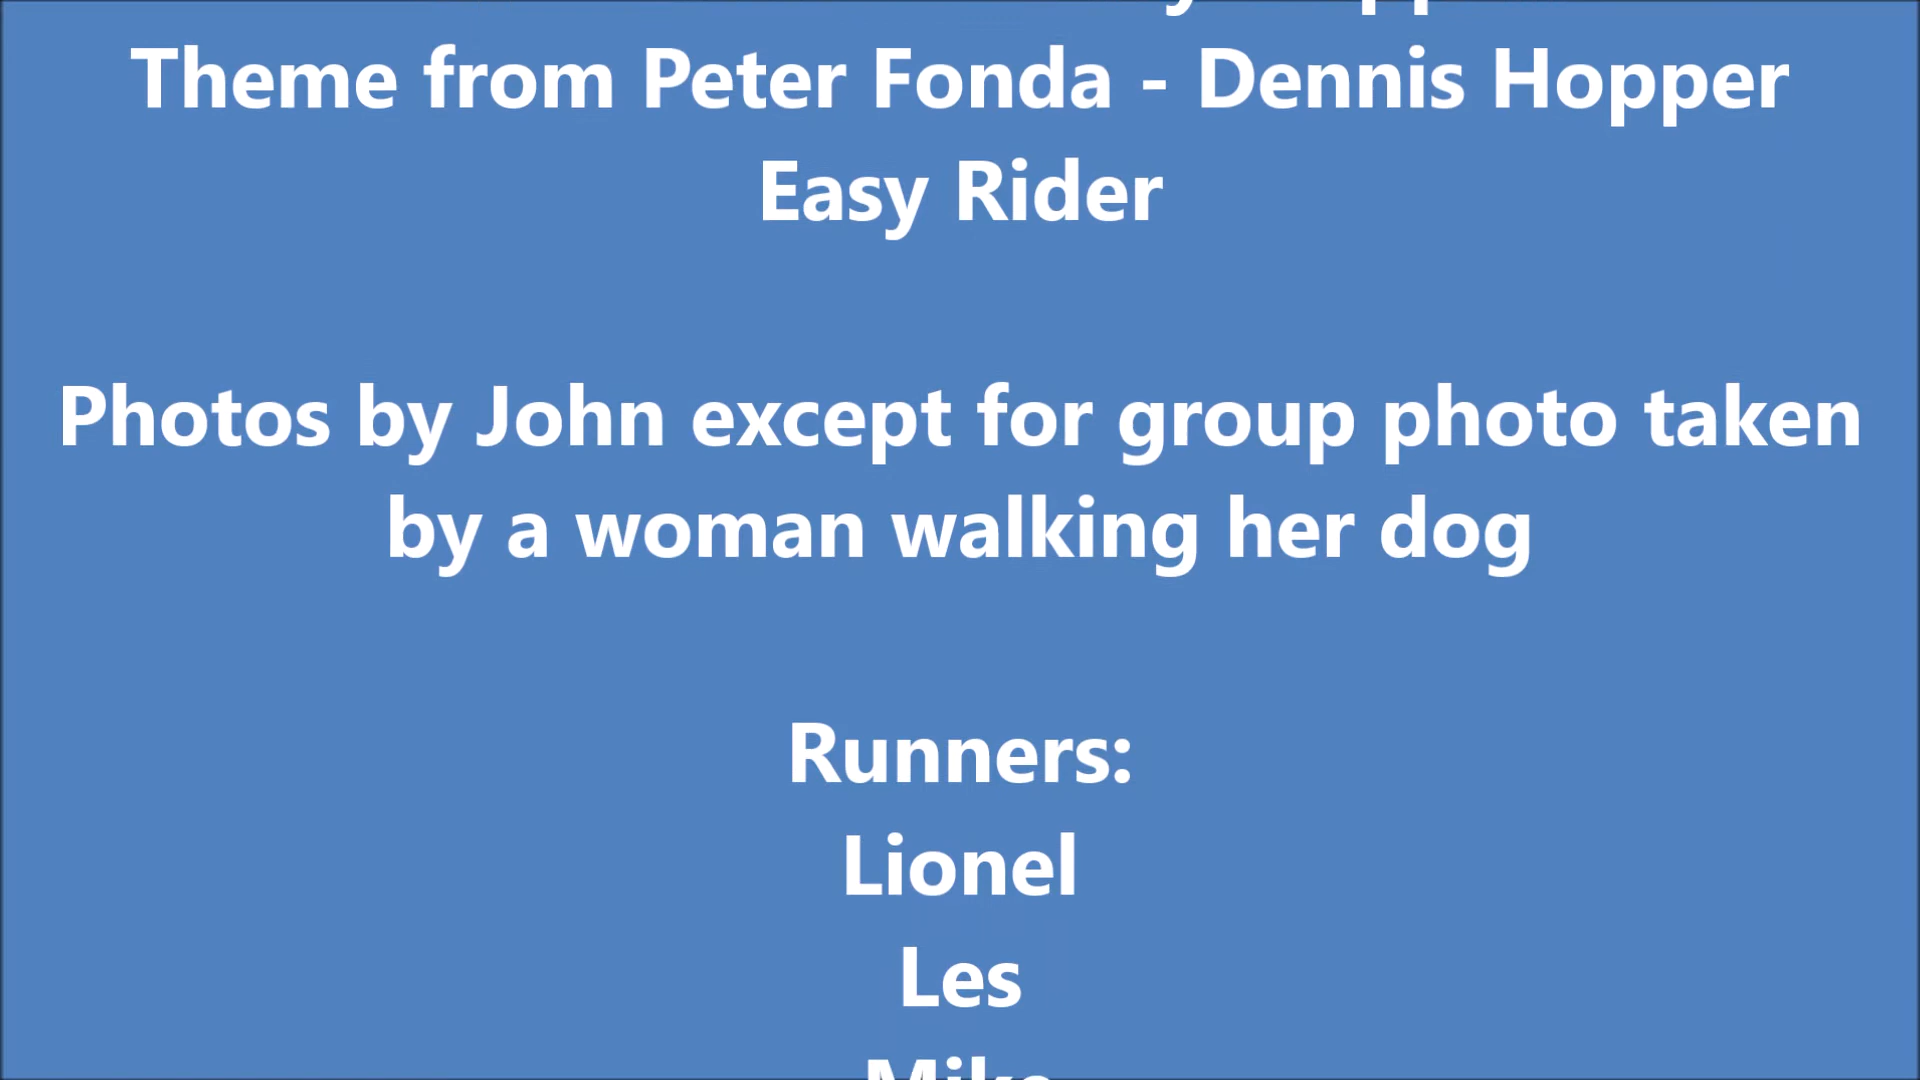 Theme from Peter Fonda - Dennis Hopper
Easy Rider
Photos by John except for group photo taken
by a woman walking her dog
Runners:
Lionel
Les
Mike